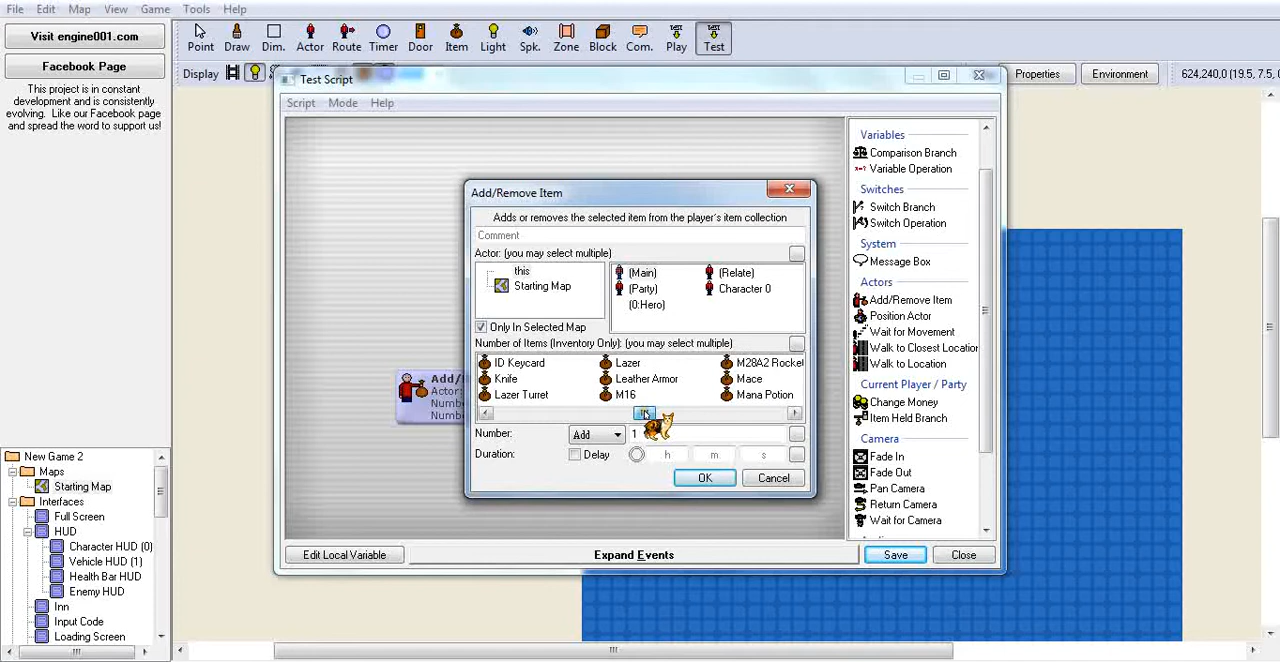 File Edit Map View Game Tools Help
Visit engine001.com
Facebook Page
This project is in constant
development and is consistently
evolving. Like our Facebook page
and spread the word to support us!
Point Draw Dim. Actor Route Timer Door Item Light Spk. Zone Block Com. Play Test
Display
Properties Environment 624,240,0 (19.5, 7.5,
Test Script
Script Mode Help
Add/Remove Item
Adds or removes the selected item from the player's item collection
Comment
Actor: (you may select multiple)
this
Starting Map
(Main) (Relate)
(Party) Character 0
(0:Hero)
Only In Selected Map
Number of Items (Inventory Only): (you may select multiple)
ID Keycard Lazer M28A2 Rocket
Knife Leather Armor Mace
Lazer Turret M16 Mana Potion
Number: Add 1
Duration: Delay h m s
OK Cancel
Add/
Actor:
Numb
Numb
Variables
Comparison Branch
Variable Operation
Switches
Switch Branch
Switch Operation
System
Message Box
Actors
Add/Remove Item
Position Actor
Wait for Movement
Walk to Closest Location
Walk to Location
Current Player / Party
Change Money
Item Held Branch
Camera
Fade In
Fade Out
Pan Camera
Return Camera
Wait for Camera
Edit Local Variable Expand Events Save Close
New Game 2
Maps
Starting Map
Interfaces
Full Screen
HUD
Character HUD (0)
Vehicle HUD (1)
Health Bar HUD
Enemy HUD
Inn
Input Code
Loading Screen